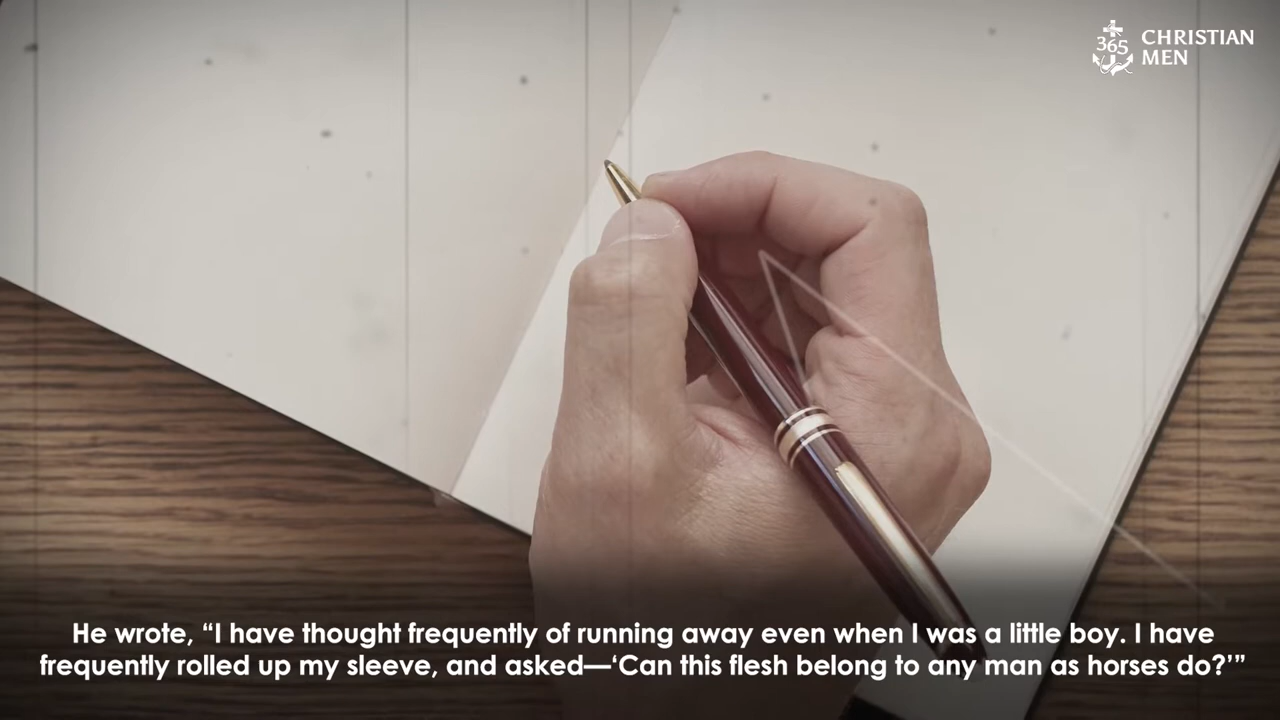 365
CHRISTIAN
MEN
He wrote, “I have thought frequently of running away even when I was a little boy. I have
frequently rolled up my sleeve, and asked—‘Can this flesh belong to any man as horses do?’”